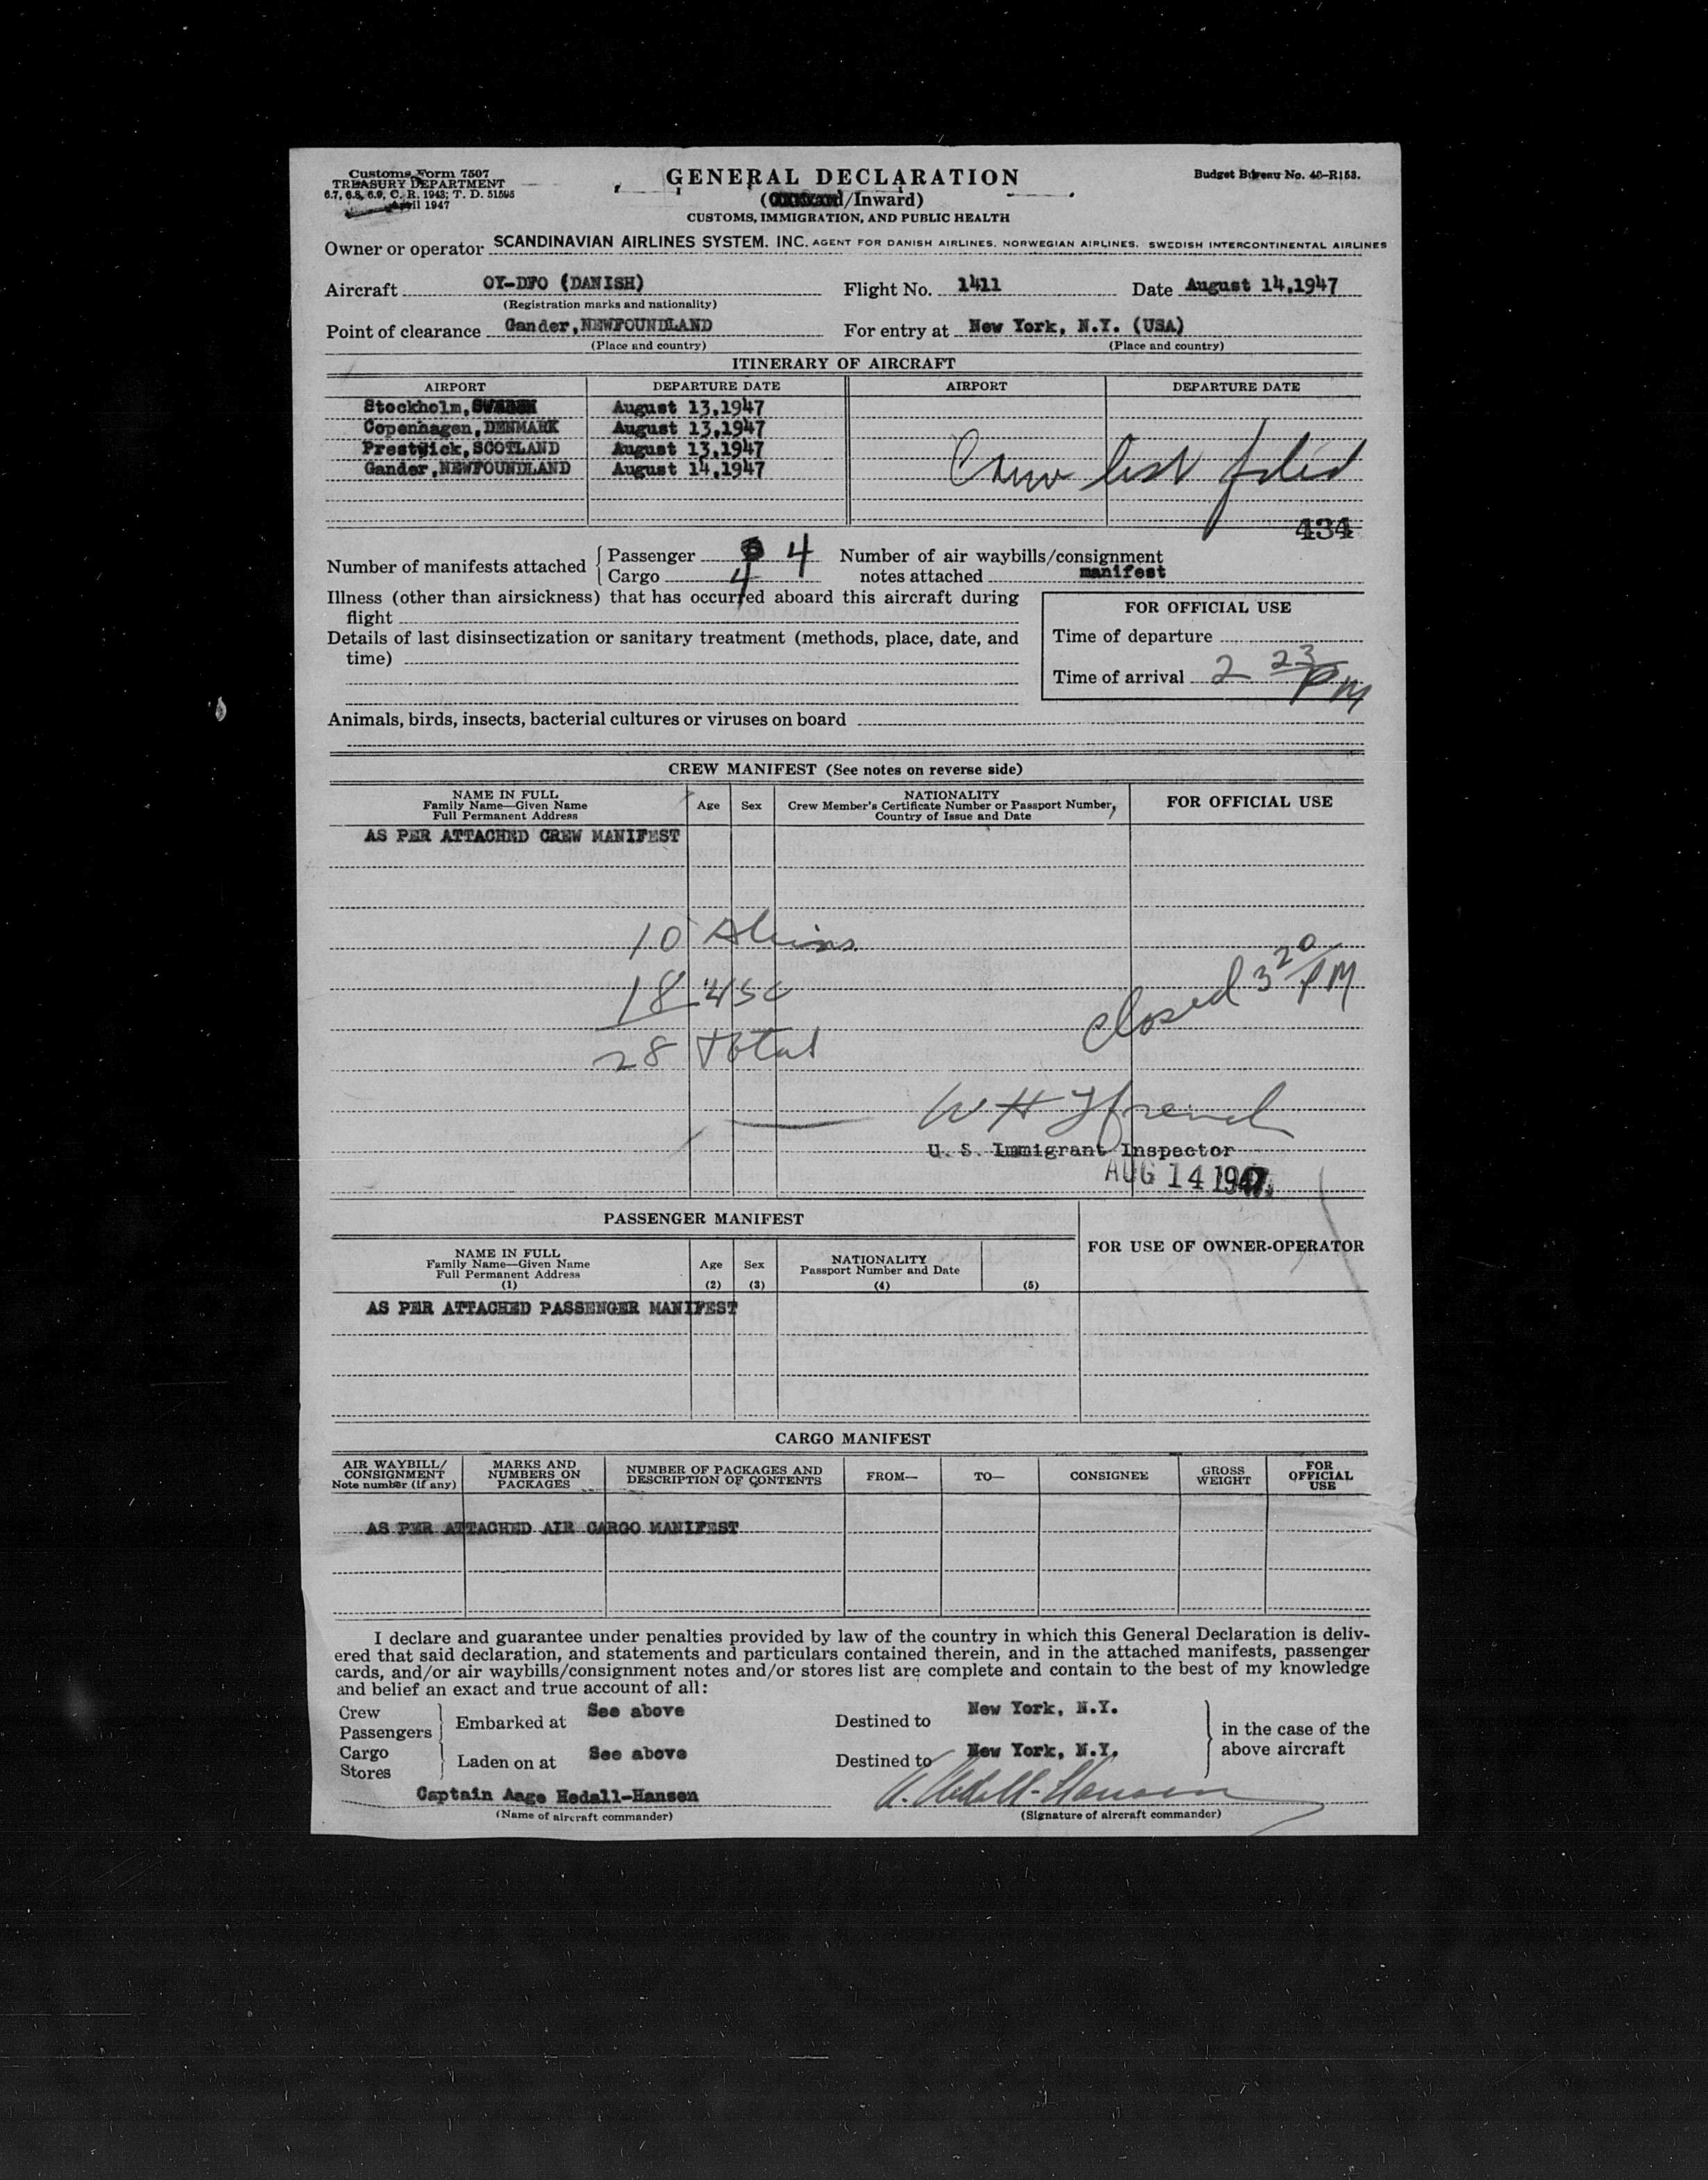 Customs Form 7507
TREASURY DEPARTMENT
6.7, 6.8, 6.9, C. R. 1943; T. D. 51595
April 1947
GENERAL DECLARATION
(Outward/Inward)
CUSTOMS, IMMIGRATION, AND PUBLIC HEALTH
Budget Bureau No. 48-R153.
Owner or operator SCANDINAVIAN AIRLINES SYSTEM. INC. AGENT FOR DANISH AIRLINES. NORWEGIAN AIRLINES. SWEDISH INTERCONTINENTAL AIRLINES
Aircraft OY-DFO (DANISH) Flight No. 1411 Date August 14,1947
(Registration marks and nationality)
Point of clearance Gander,NEWFOUNDLAND For entry at New York, N.Y. (USA)
(Place and country) (Place and country)
ITINERARY OF AIRCRAFT
AIRPORT DEPARTURE DATE AIRPORT DEPARTURE DATE
Stockholm,SWEDEN August 13,1947
Copenhagen,DENMARK August 13,1947
Prestwick,SCOTLAND August 13,1947
Gander,NEWFOUNDLAND August 14,1947
Crew list filed
434
Number of manifests attached Passenger 4 Number of air waybills/consignment
Cargo 4 notes attached manifest
Illness (other than airsickness) that has occurred aboard this aircraft during
flight
FOR OFFICIAL USE
Details of last disinsectization or sanitary treatment (methods, place, date, and
time)
Time of departure
Time of arrival 2 23 PM
Animals, birds, insects, bacterial cultures or viruses on board
CREW MANIFEST (See notes on reverse side)
NAME IN FULL
Family Name—Given Name
Full Permanent Address
Age Sex
NATIONALITY
Crew Member's Certificate Number or Passport Number,
Country of Issue and Date
FOR OFFICIAL USE
AS PER ATTACHED CREW MANIFEST
10 Aliens
18 USC
28 total
closed 3 20 PM
U. S. Immigrant Inspector
AUG 14 1947
PASSENGER MANIFEST
NAME IN FULL
Family Name—Given Name
Full Permanent Address
(1)
Age
(2)
Sex
(3)
NATIONALITY
Passport Number and Date
(4)
(5)
FOR USE OF OWNER-OPERATOR
AS PER ATTACHED PASSENGER MANIFEST
CARGO MANIFEST
AIR WAYBILL/
CONSIGNMENT
Note number (if any)
MARKS AND
NUMBERS ON
PACKAGES
NUMBER OF PACKAGES AND
DESCRIPTION OF CONTENTS
FROM—
TO—
CONSIGNEE
GROSS
WEIGHT
FOR
OFFICIAL
USE
AS PER ATTACHED AIR CARGO MANIFEST
I declare and guarantee under penalties provided by law of the country in which this General Declaration is deliv-
ered that said declaration, and statements and particulars contained therein, and in the attached manifests, passenger
cards, and/or air waybills/consignment notes and/or stores list are complete and contain to the best of my knowledge
and belief an exact and true account of all:
Crew
Passengers Embarked at See above Destined to New York, N.Y.
Cargo
Stores Laden on at See above Destined to New York, N.Y.
in the case of the
above aircraft
Captain Aage Hedall-Hansen A. Hedall-Hansen
(Name of aircraft commander) (Signature of aircraft commander)